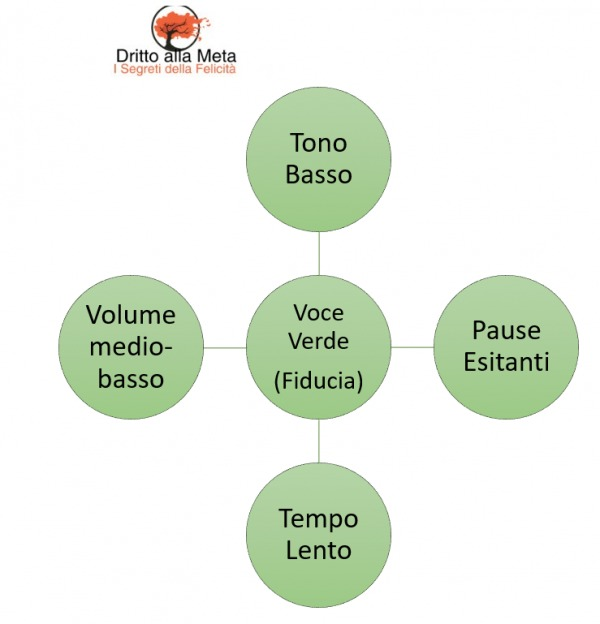 Dritto alla Meta
I Segreti della Felicità
Tono
Basso
Volume
medio-
basso
Voce
Verde
(Fiducia)
Pause
Esitanti
Tempo
Lento